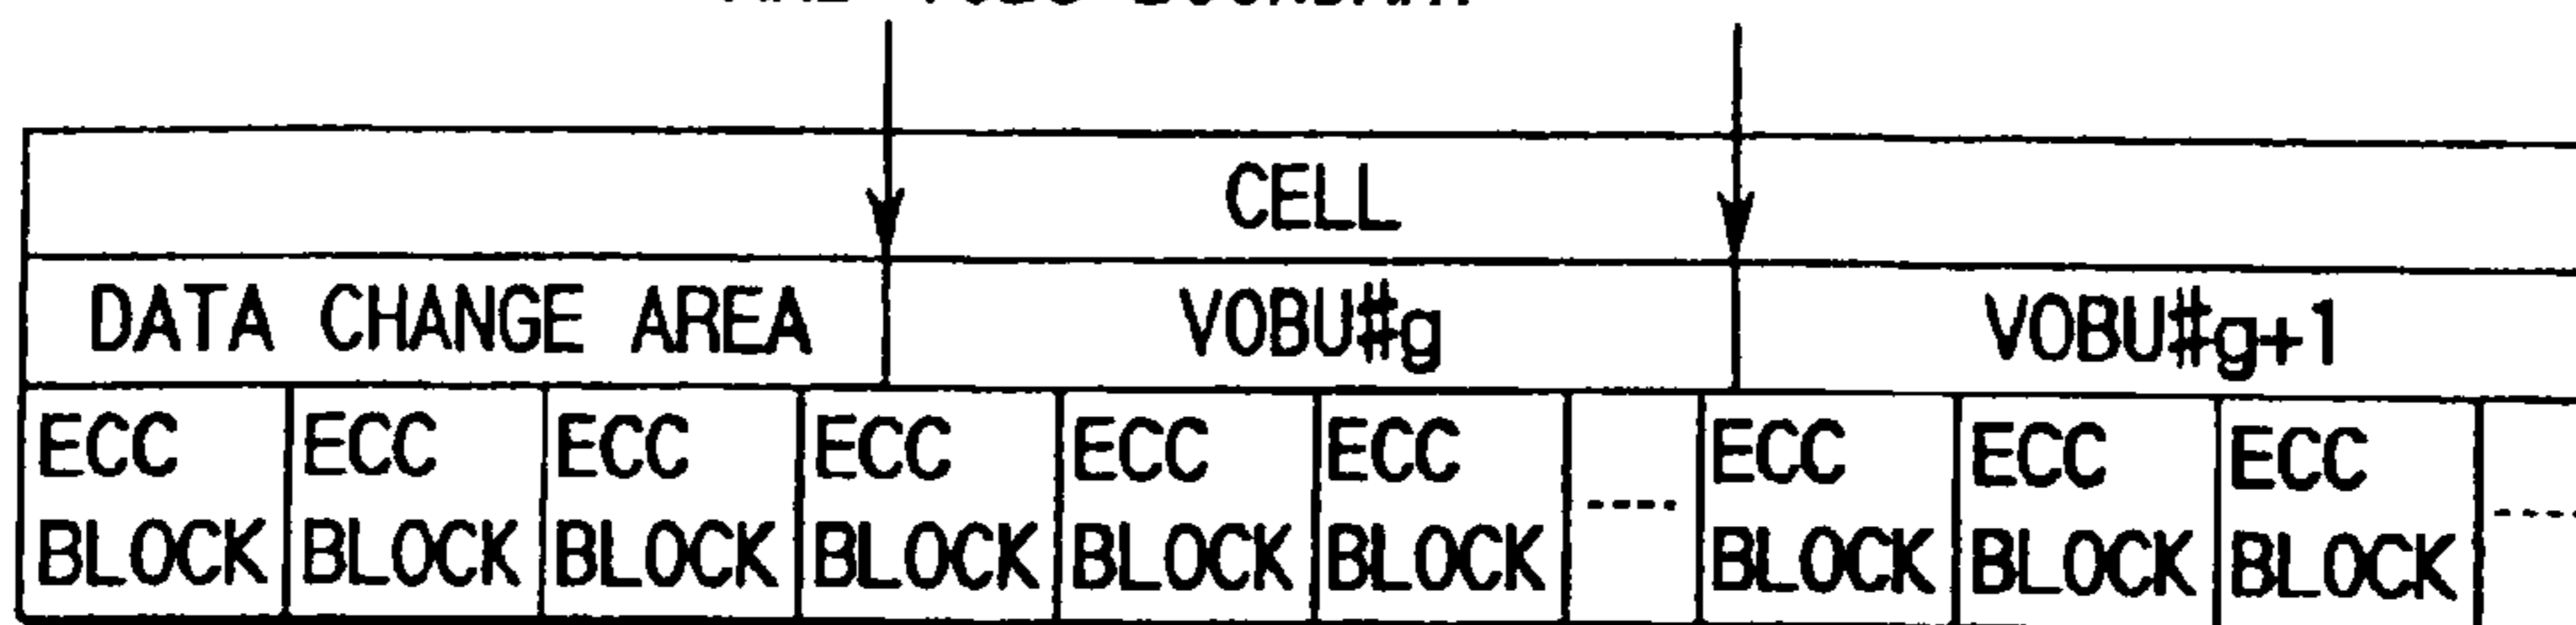 CELL
DATA CHANGE AREA VOBU#g VOBU#g+1
ECC ECC ECC ECC ECC ECC ---- ECC ECC ECC ----
BLOCK BLOCK BLOCK BLOCK BLOCK BLOCK BLOCK BLOCK BLOCK